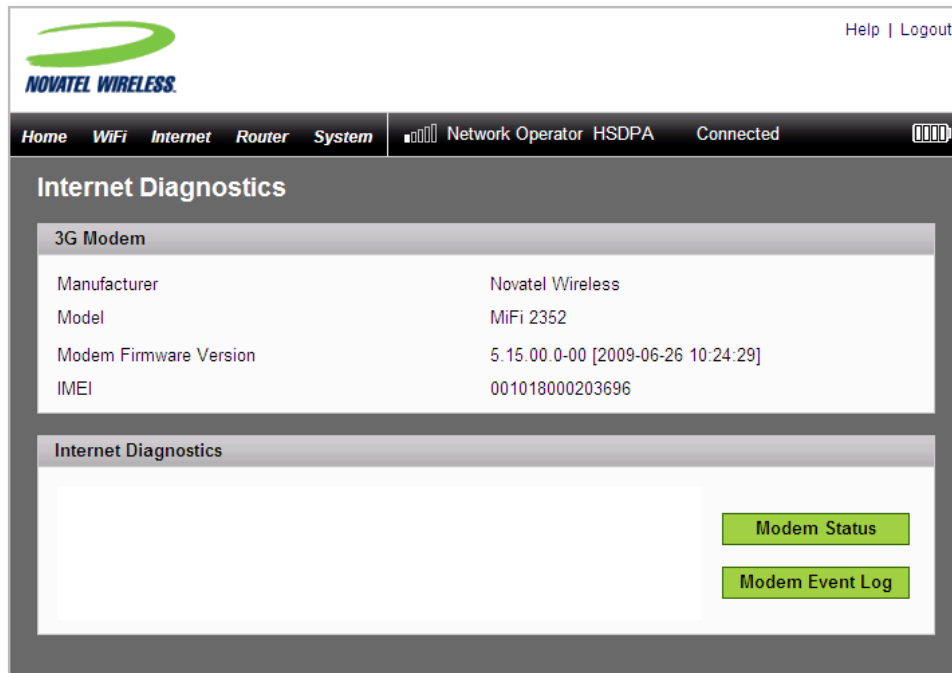 Help | Logout
NOVATEL WIRELESS.
Home WiFi Internet Router System Network Operator HSDPA Connected
Internet Diagnostics
3G Modem
Manufacturer Novatel Wireless
Model MiFi 2352
Modem Firmware Version 5.15.00.0-00 [2009-06-26 10:24:29]
IMEI 001018000203696
Internet Diagnostics
Modem Status
Modem Event Log